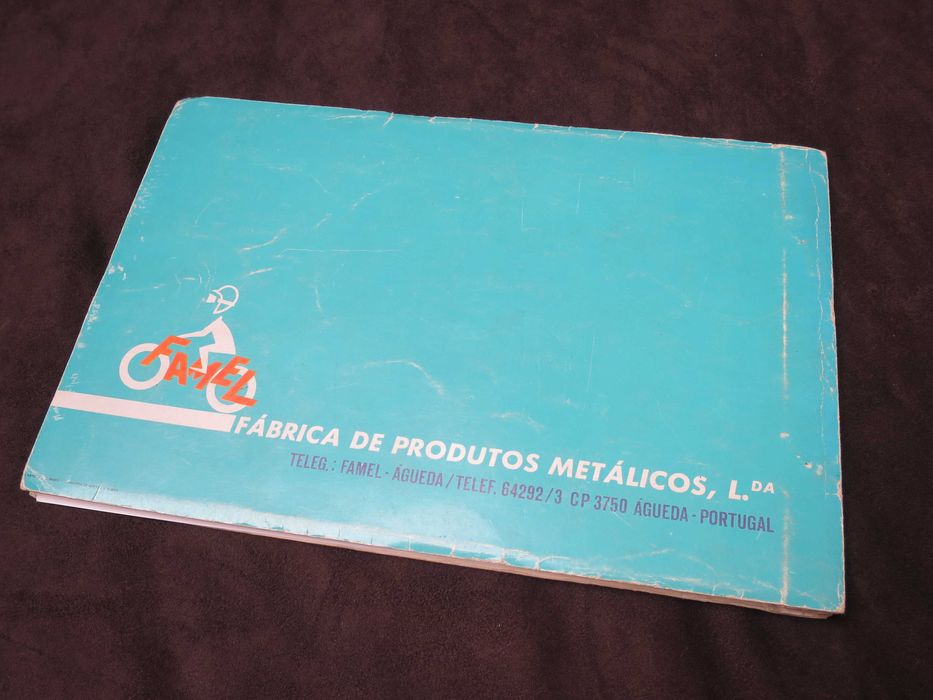 FAMEL
FÁBRICA DE PRODUTOS METÁLICOS, L.DA
TELEG.: FAMEL - ÁGUEDA / TELEF. 64292/3 CP 3750 ÁGUEDA - PORTUGAL